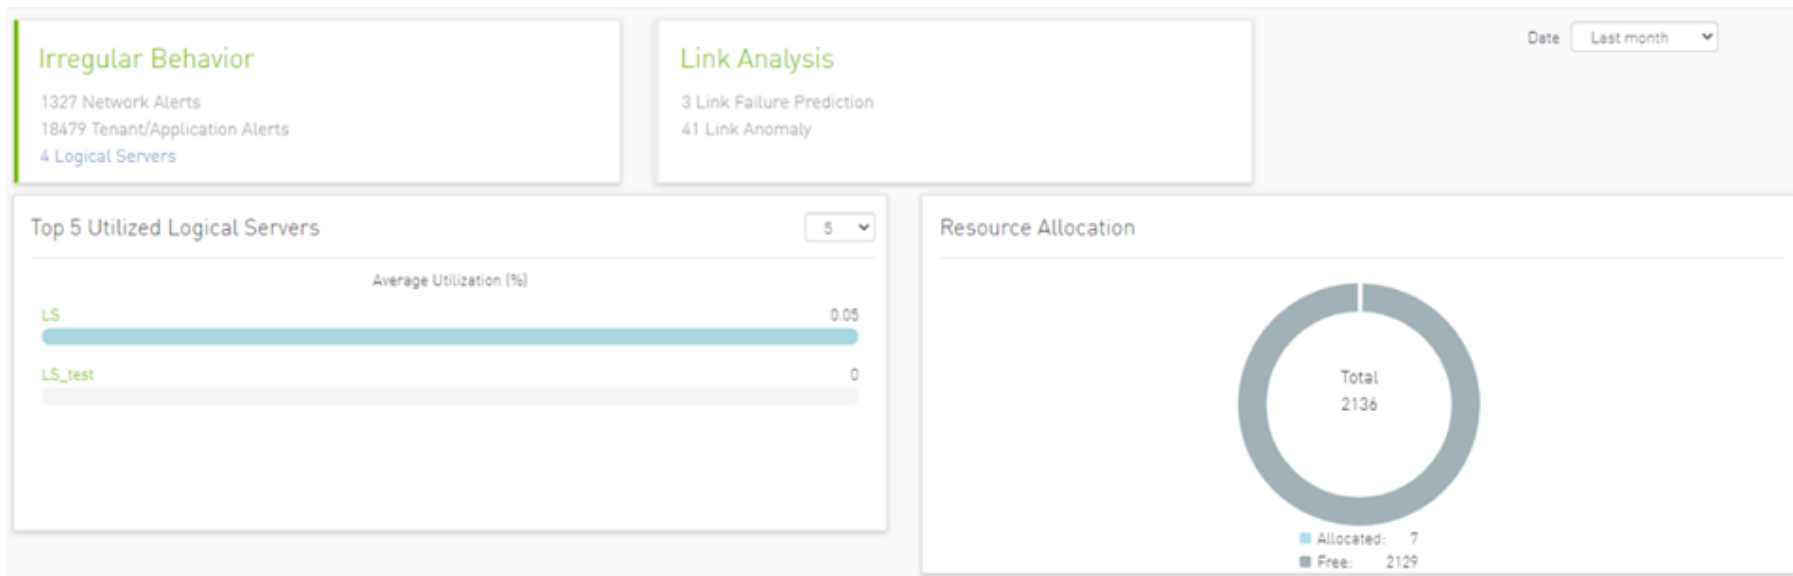 Irregular Behavior
1327 Network Alerts
18479 Tenant/Application Alerts
4 Logical Servers
Link Analysis
3 Link Failure Prediction
41 Link Anomaly
Date Last month
Top 5 Utilized Logical Servers 5
Average Utilization (%)
LS 0.05
LS_test 0
Resource Allocation
Total
2136
Allocated: 7
Free: 2129